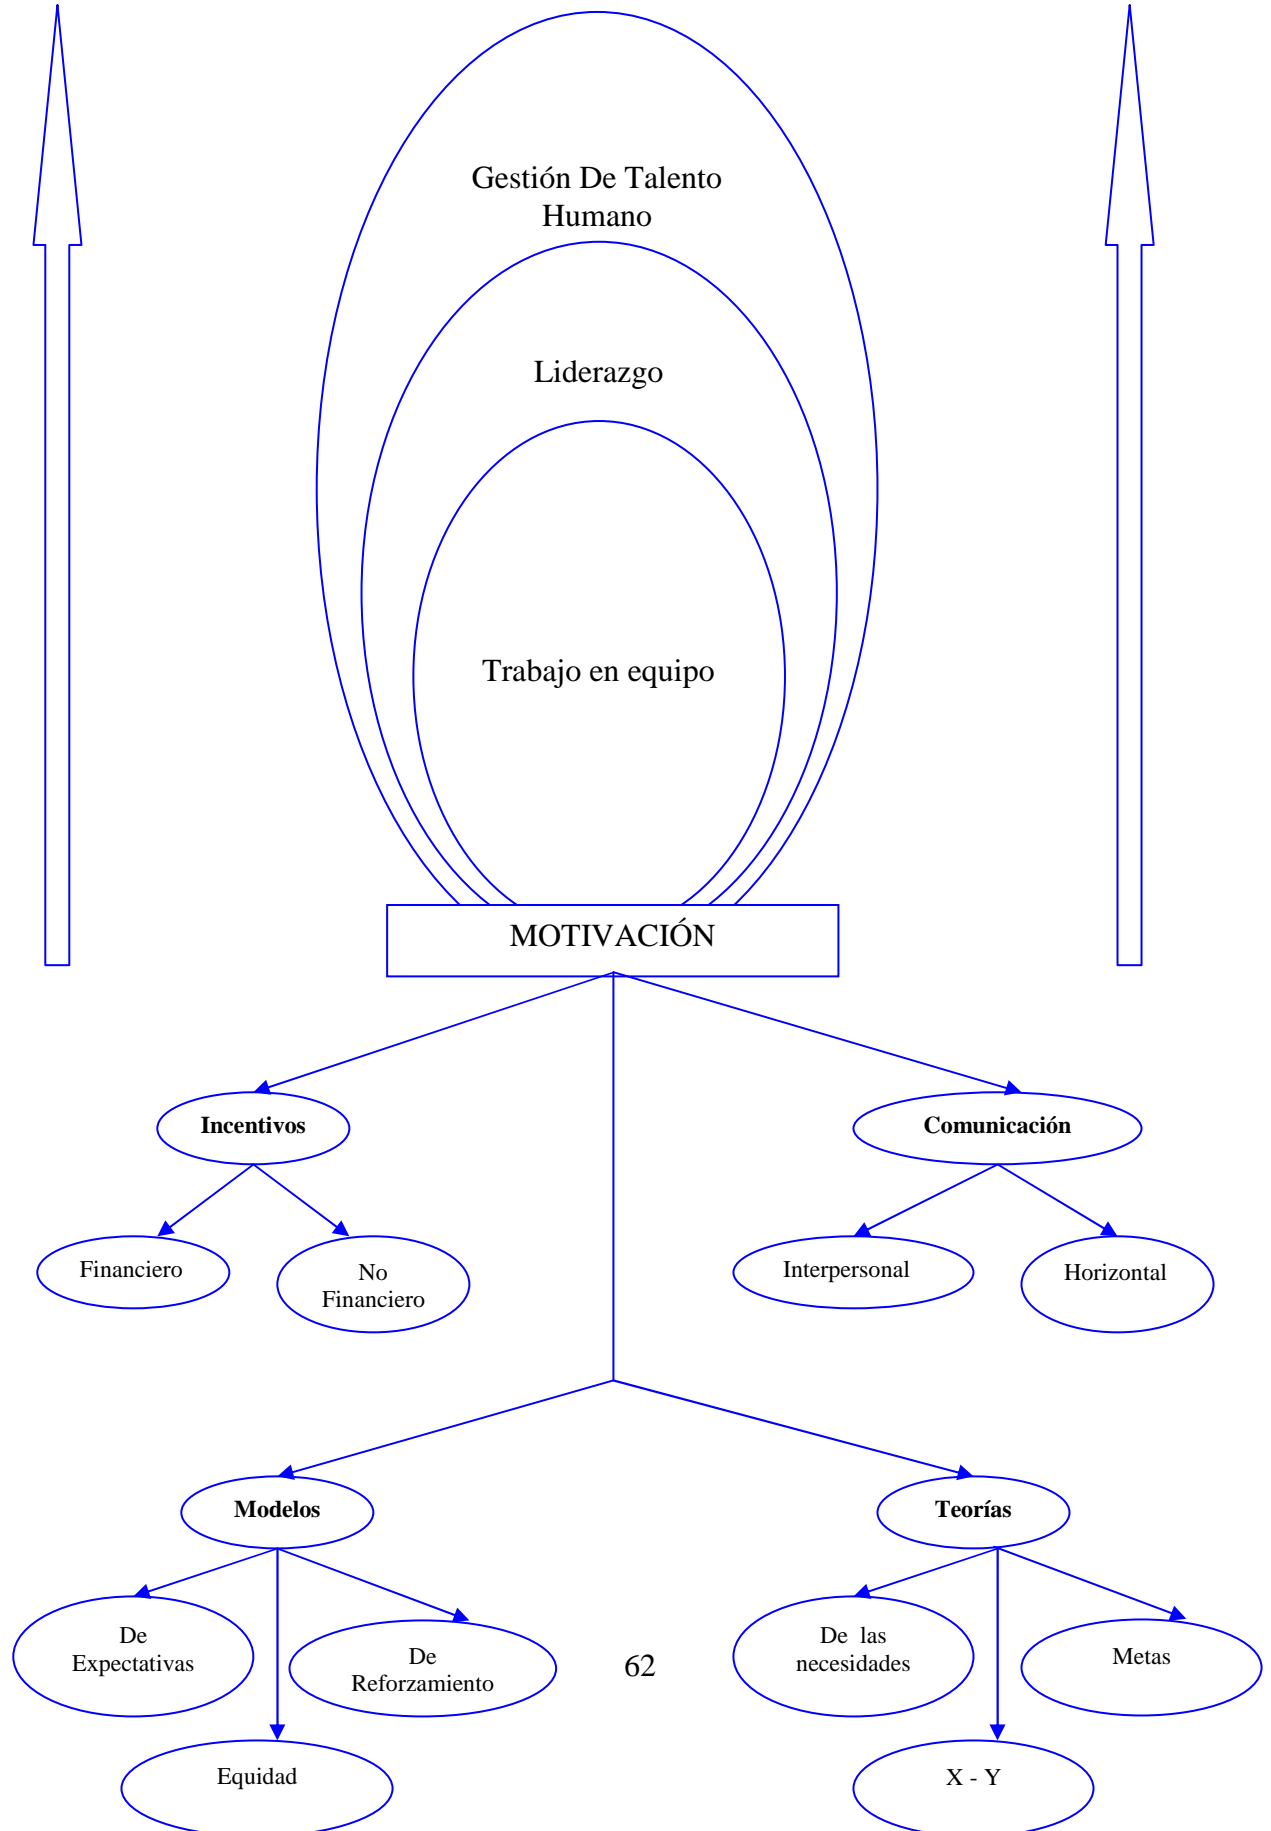 Gestión De Talento
Humano
Liderazgo
Trabajo en equipo
MOTIVACIÓN
Incentivos
Comunicación
Financiero
No
Financiero
Interpersonal
Horizontal
Modelos
Teorías
De
Expectativas
De
Reforzamiento
62
De las
necesidades
Metas
Equidad
X - Y